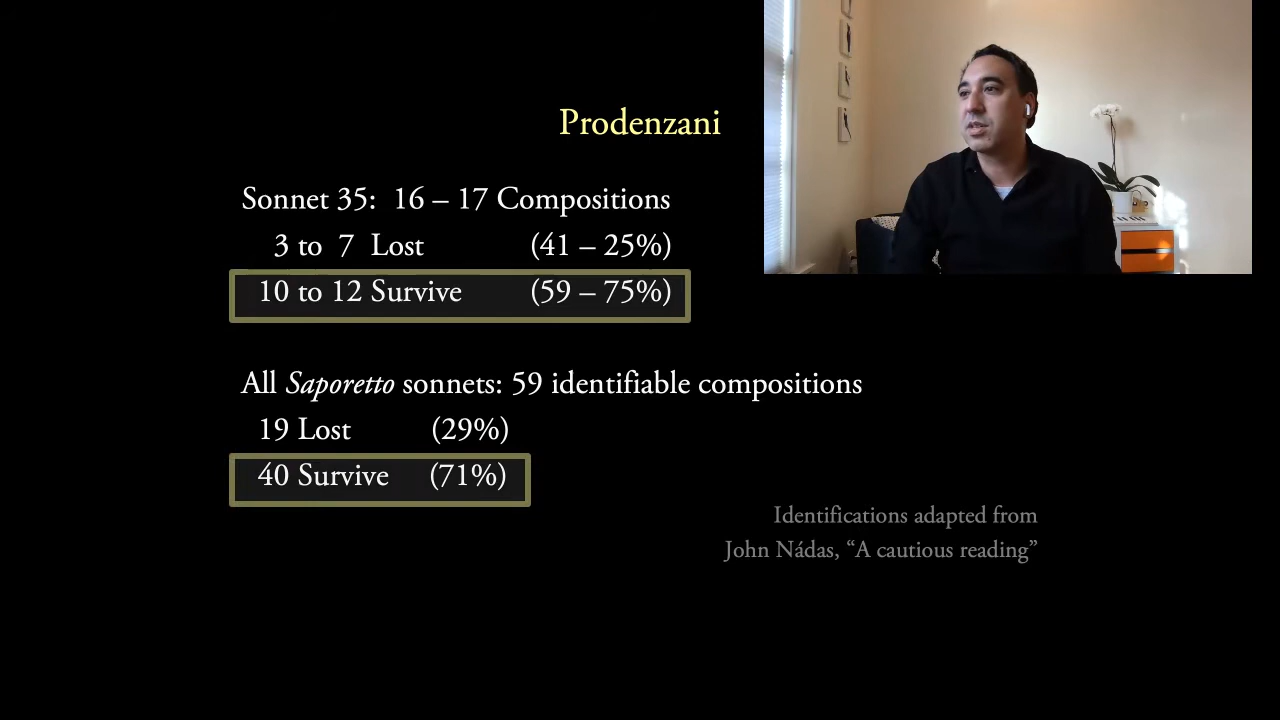 Prodenzani
Sonnet 35: 16 – 17 Compositions
3 to 7 Lost (41 – 25%)
10 to 12 Survive (59 – 75%)
All Saporetto sonnets: 59 identifiable compositions
19 Lost (29%)
40 Survive (71%)
Identifications adapted from
John Nádas, “A cautious reading”